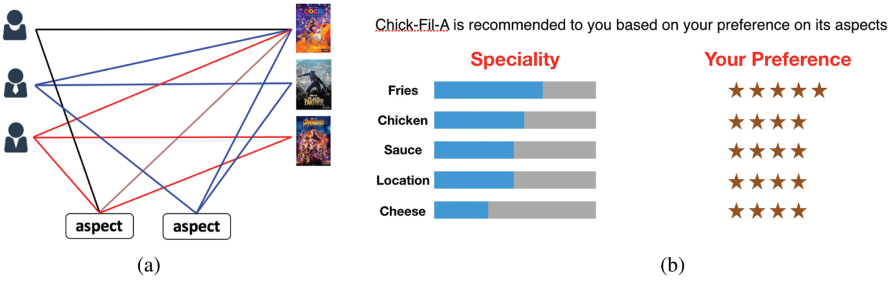 COCO
Chick-Fil-A is recommended to you based on your preference on its aspects
Speciality
Your Preference
Fries
Chicken
Sauce
Location
Cheese
aspect
aspect
(a)
(b)